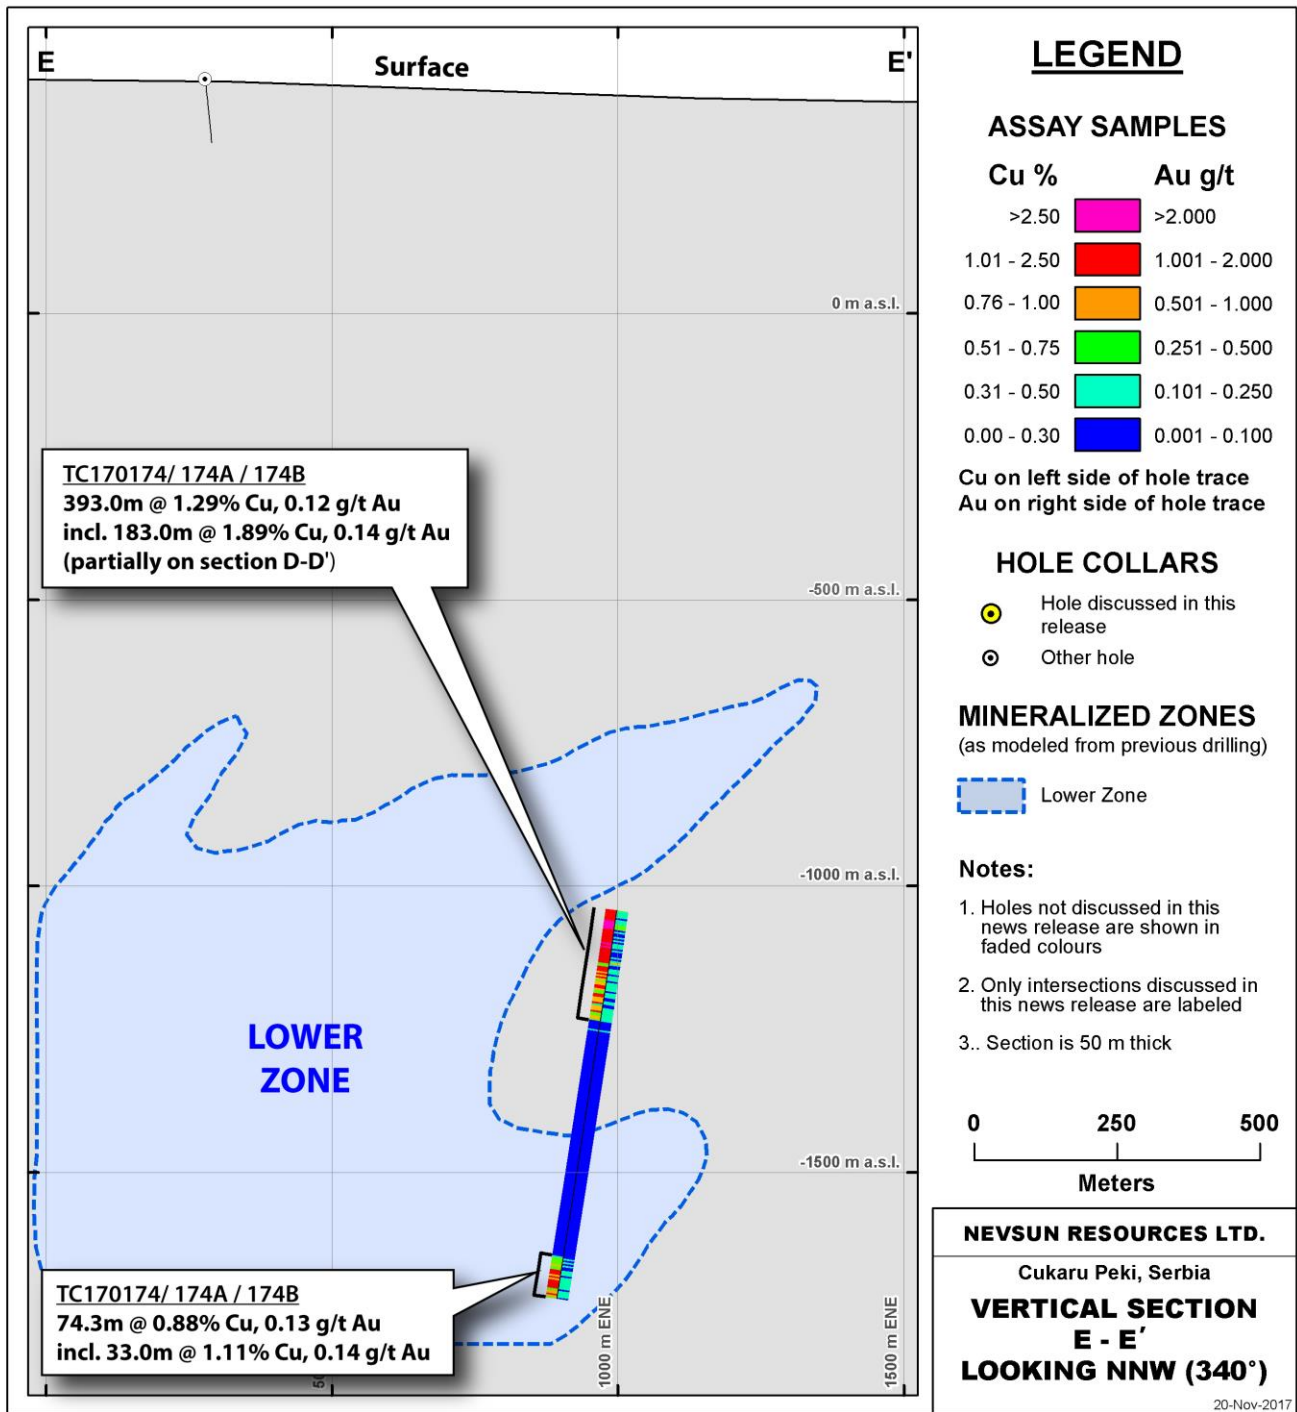 E
Surface
E'
0 m a.s.l.
TC170174/ 174A / 174B
393.0m @ 1.29% Cu, 0.12 g/t Au
incl. 183.0m @ 1.89% Cu, 0.14 g/t Au
(partially on section D-D')
-500 m a.s.l.
-1000 m a.s.l.
LOWER
ZONE
-1500 m a.s.l.
TC170174/ 174A / 174B
74.3m @ 0.88% Cu, 0.13 g/t Au
incl. 33.0m @ 1.11% Cu, 0.14 g/t Au
1000 m ENE
1500 m ENE
LEGEND
ASSAY SAMPLES
Cu % Au g/t
>2.50 >2.000
1.01 - 2.50 1.001 - 2.000
0.76 - 1.00 0.501 - 1.000
0.51 - 0.75 0.251 - 0.500
0.31 - 0.50 0.101 - 0.250
0.00 - 0.30 0.001 - 0.100
Cu on left side of hole trace
Au on right side of hole trace
HOLE COLLARS
Hole discussed in this
release
Other hole
MINERALIZED ZONES
(as modeled from previous drilling)
Lower Zone
Notes:
1. Holes not discussed in this
news release are shown in
faded colours
2. Only intersections discussed in
this news release are labeled
3.. Section is 50 m thick
0 250 500
Meters
NEVSUN RESOURCES LTD.
Cukaru Peki, Serbia
VERTICAL SECTION
E - E′
LOOKING NNW (340°)
20-Nov-2017